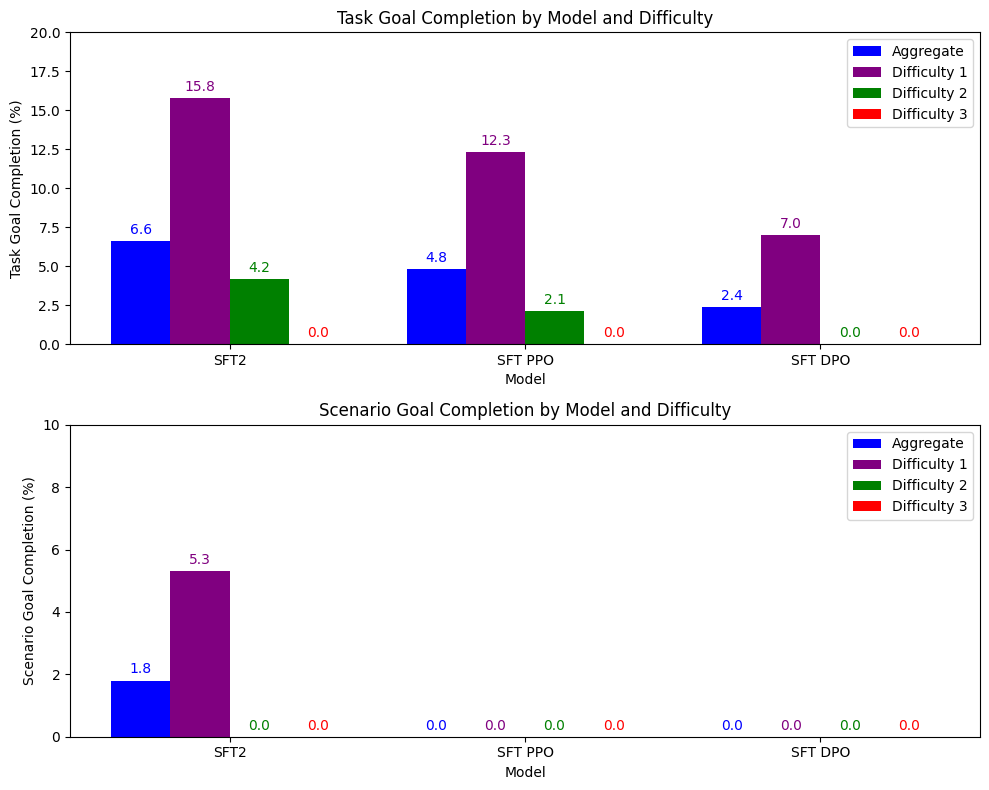 Task Goal Completion by Model and Difficulty
Task Goal Completion (%)
20.0
17.5
15.0
12.5
10.0
7.5
5.0
2.5
0.0
Aggregate
Difficulty 1
Difficulty 2
Difficulty 3
6.6
15.8
4.2
0.0
4.8
12.3
2.1
0.0
2.4
7.0
0.0
0.0
SFT2
SFT PPO
SFT DPO
Model
Scenario Goal Completion by Model and Difficulty
Scenario Goal Completion (%)
10
8
6
4
2
0
Aggregate
Difficulty 1
Difficulty 2
Difficulty 3
1.8
5.3
0.0
0.0
0.0
0.0
0.0
0.0
0.0
0.0
0.0
0.0
SFT2
SFT PPO
SFT DPO
Model